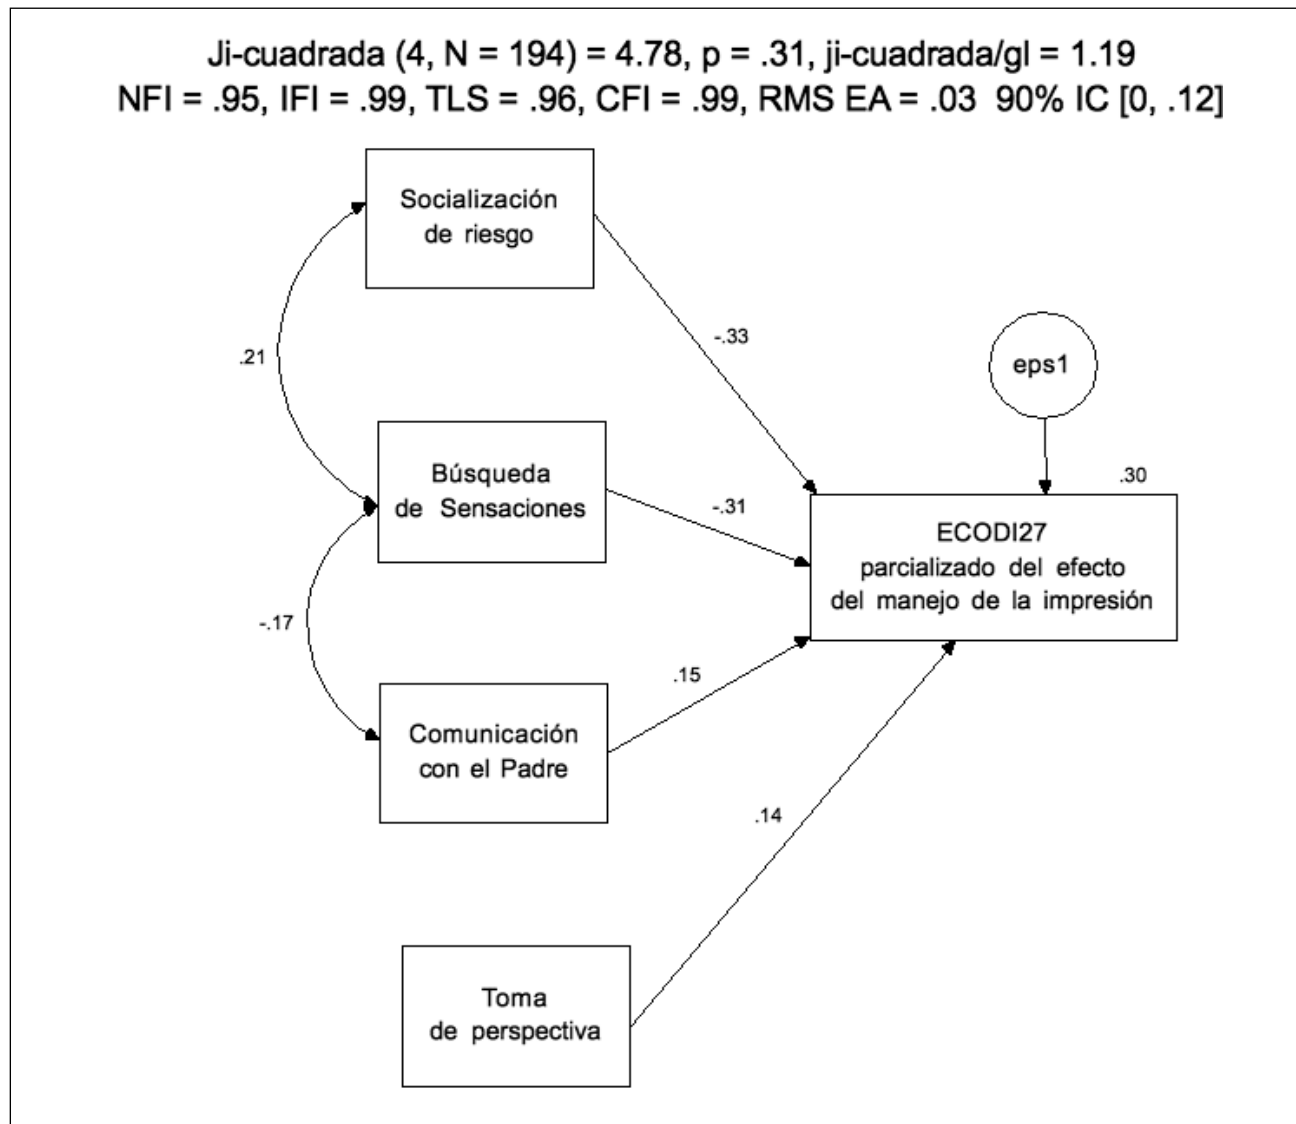 Ji-cuadrada (4, N = 194) = 4.78, p = .31, ji-cuadrada/gl = 1.19
NFI = .95, IFI = .99, TLS = .96, CFI = .99, RMS EA = .03 90% IC [0, .12]
Socialización
de riesgo
-.33
.21
eps1
Búsqueda
de Sensaciones
-.31
.30
ECODI27
parcializado del efecto
del manejo de la impresión
-.17
.15
Comunicación
con el Padre
.14
Toma
de perspectiva